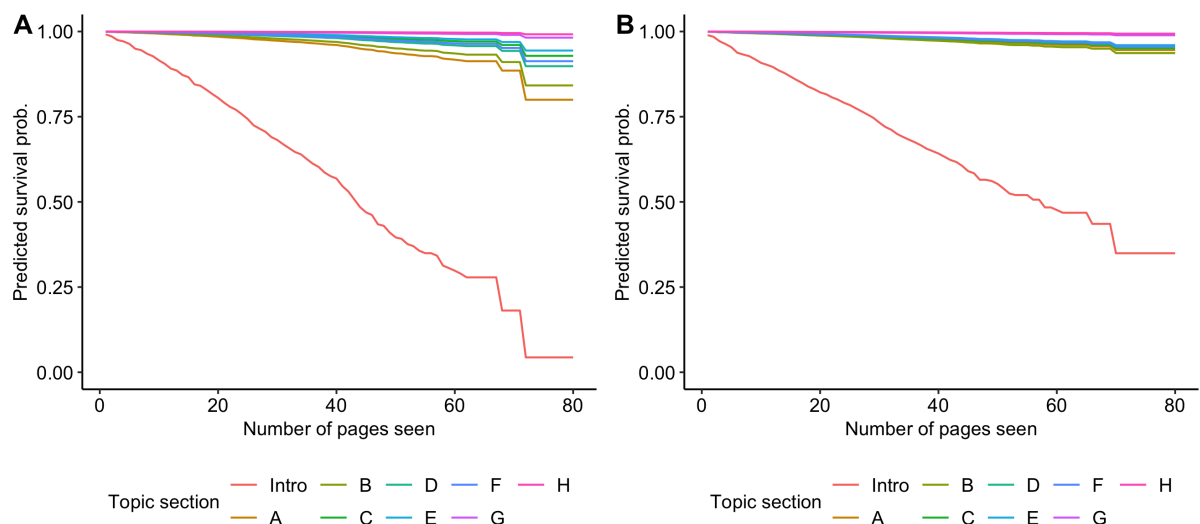 A
B
Predicted survival prob.
1.00
0.75
0.50
0.25
0.00
0 20 40 60 80
Number of pages seen
Topic section
Intro B D F H
A C E G
Predicted survival prob.
1.00
0.75
0.50
0.25
0.00
0 20 40 60 80
Number of pages seen
Topic section
Intro B D F H
A C E G